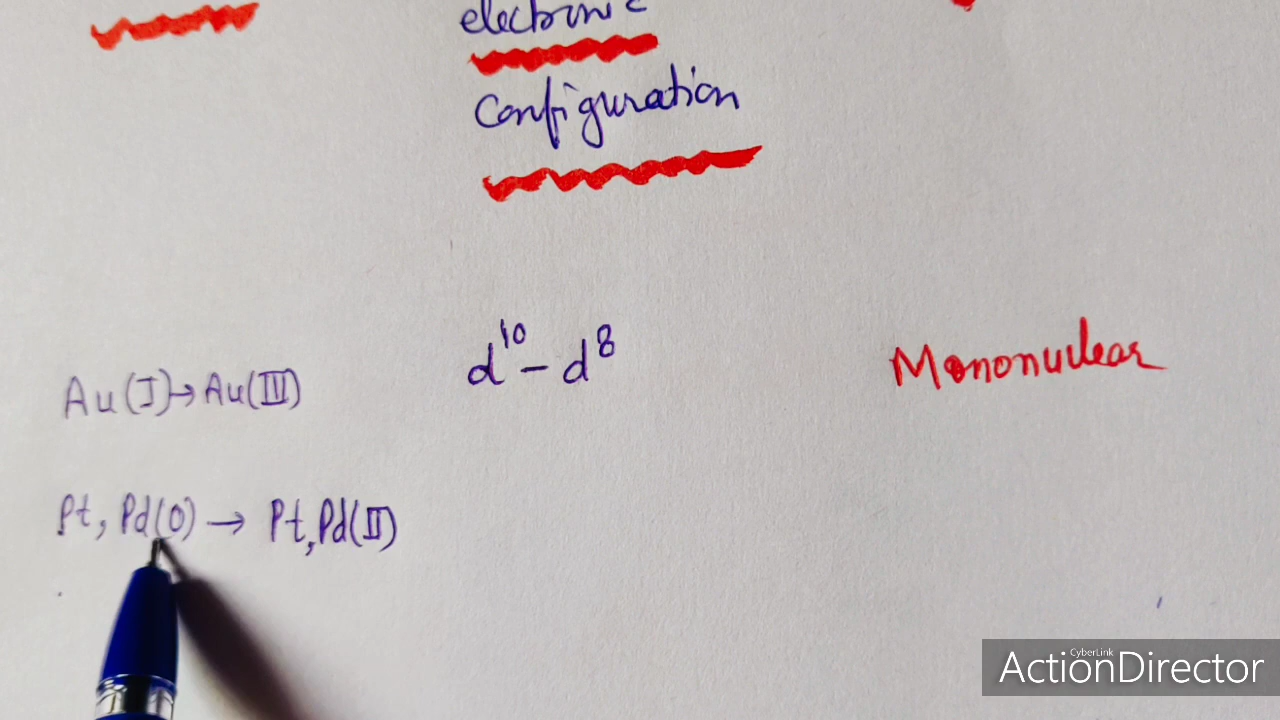 electronic
Configuration
Au(I)→Au(III) d¹⁰-d⁸ Mononuclear
Pt, Pd(0) → Pt, Pd(II)
CyberLink
ActionDirector